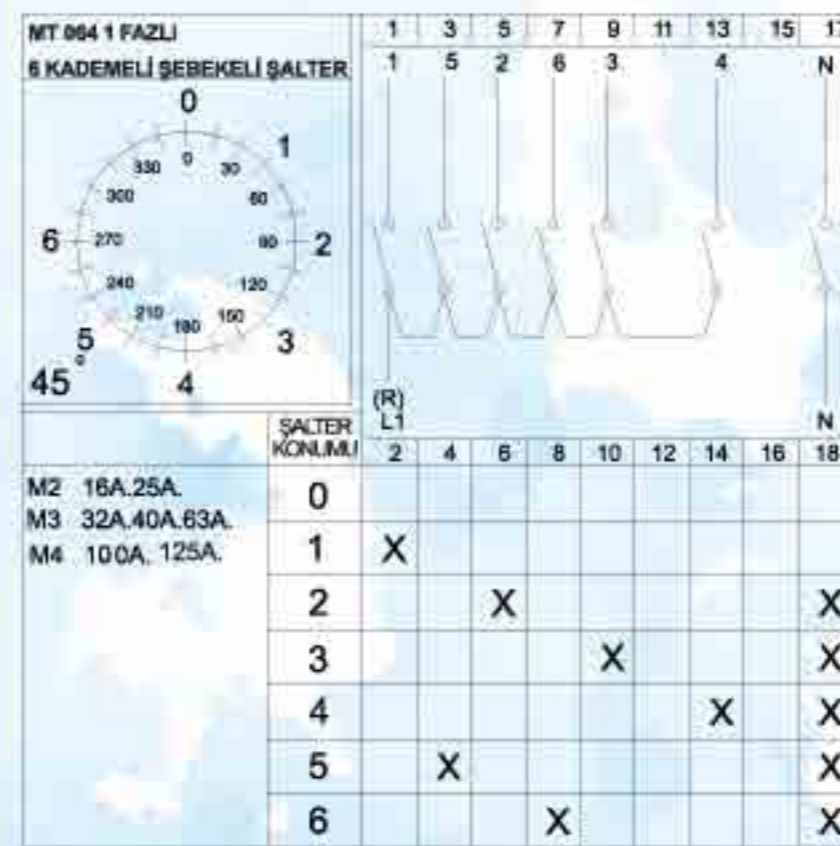 MT 064 1 FAZLI
6 KADEMELİ ŞEBEKELİ ŞALTER
0
1
2
3
4
5
6
0
30
60
90
120
150
180
210
240
270
300
330
45°
1 3 5 7 9 11 13 15
1 5 2 6 3 4 N
(R)
L1 N
ŞALTER
KONUMU
2 4 6 8 10 12 14 16 18
M2 16A.25A.
M3 32A.40A.63A.
M4 100A. 125A.
0
1 X
2 X X
3 X X
4 X X
5 X X
6 X X